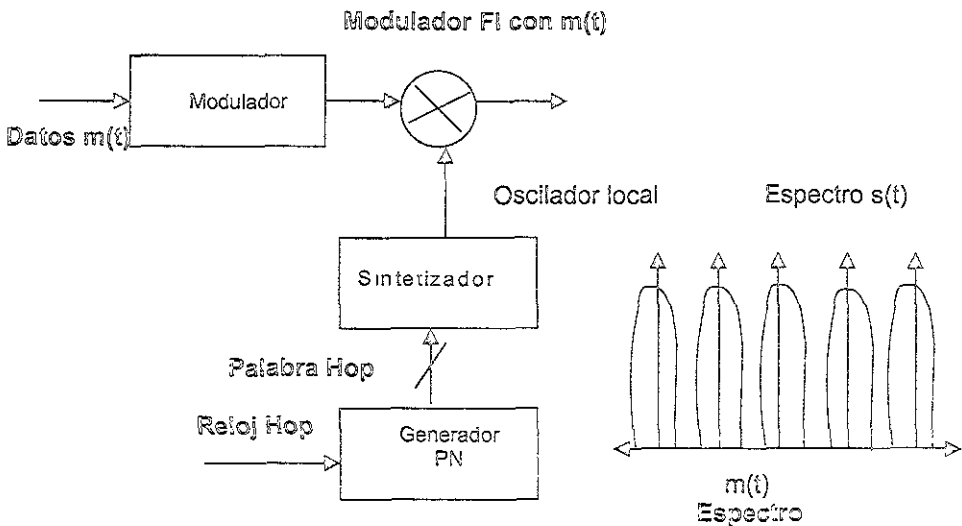 Modulador FI con m(t)
Modulador
Datos m(t)
Oscilador local
Espectro s(t)
Sintetizador
Palabra Hop
Reloj Hop
Generador
PN
m(t)
Espectro